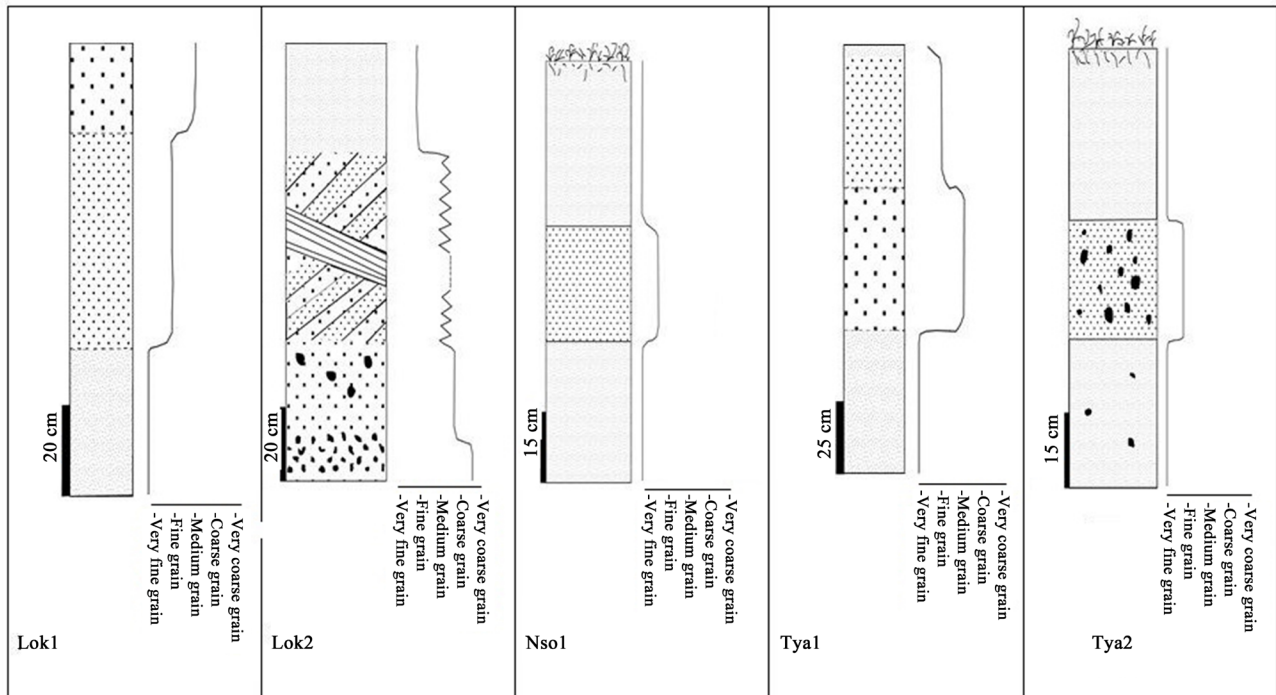 20 cm
-Very fine grain
-Fine grain
-Medium grain
-Coarse grain
-Very coarse grain
Lok1
20 cm
-Very fine grain
-Fine grain
-Medium grain
-Coarse grain
-Very coarse grain
Lok2
15 cm
-Very fine grain
-Fine grain
-Medium grain
-Coarse grain
-Very coarse grain
Nso1
25 cm
-Very fine grain
-Fine grain
-Medium grain
-Coarse grain
-Very coarse grain
Tya1
15 cm
-Very fine grain
-Fine grain
-Medium grain
-Coarse grain
-Very coarse grain
Tya2